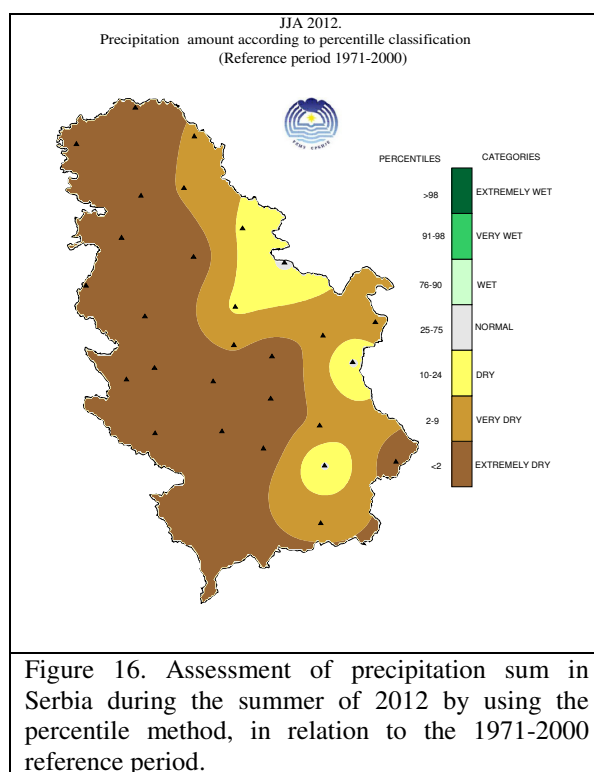 JJA 2012.
Precipitation amount according to percentille classification
(Reference period 1971-2000)
PERCENTILES CATEGORIES
>98 EXTREMELY WET
91-98 VERY WET
76-90 WET
25-75 NORMAL
10-24 DRY
2-9 VERY DRY
<2 EXTREMELY DRY
Figure 16. Assessment of precipitation sum in
Serbia during the summer of 2012 by using the
percentile method, in relation to the 1971-2000
reference period.